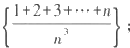 { (1+2+3+⋯+n) / n³ } ;